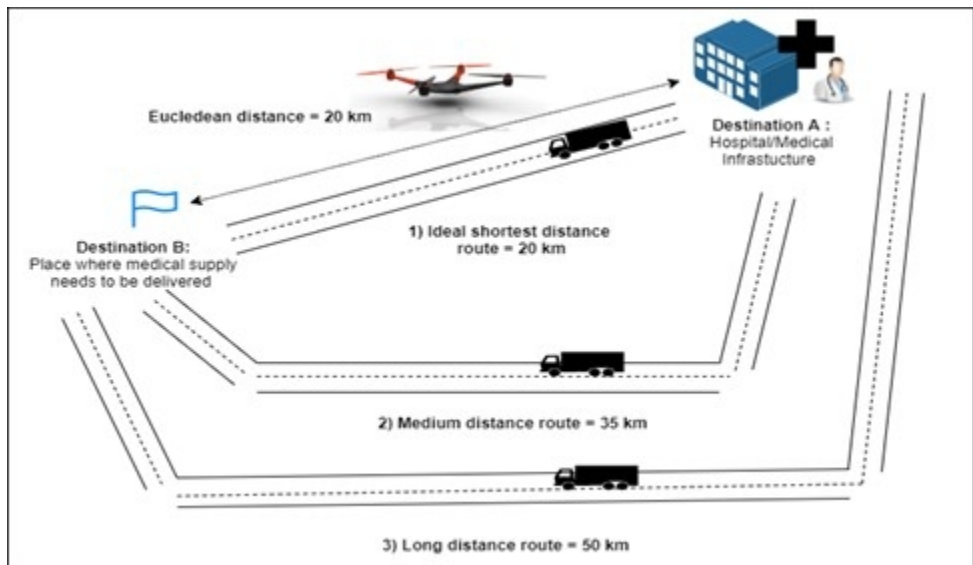 Eucledean distance = 20 km
Destination A :
Hospital/Medical
Infrastucture
1) Ideal shortest distance
route = 20 km
Destination B:
Place where medical supply
needs to be delivered
2) Medium distance route = 35 km
3) Long distance route = 50 km